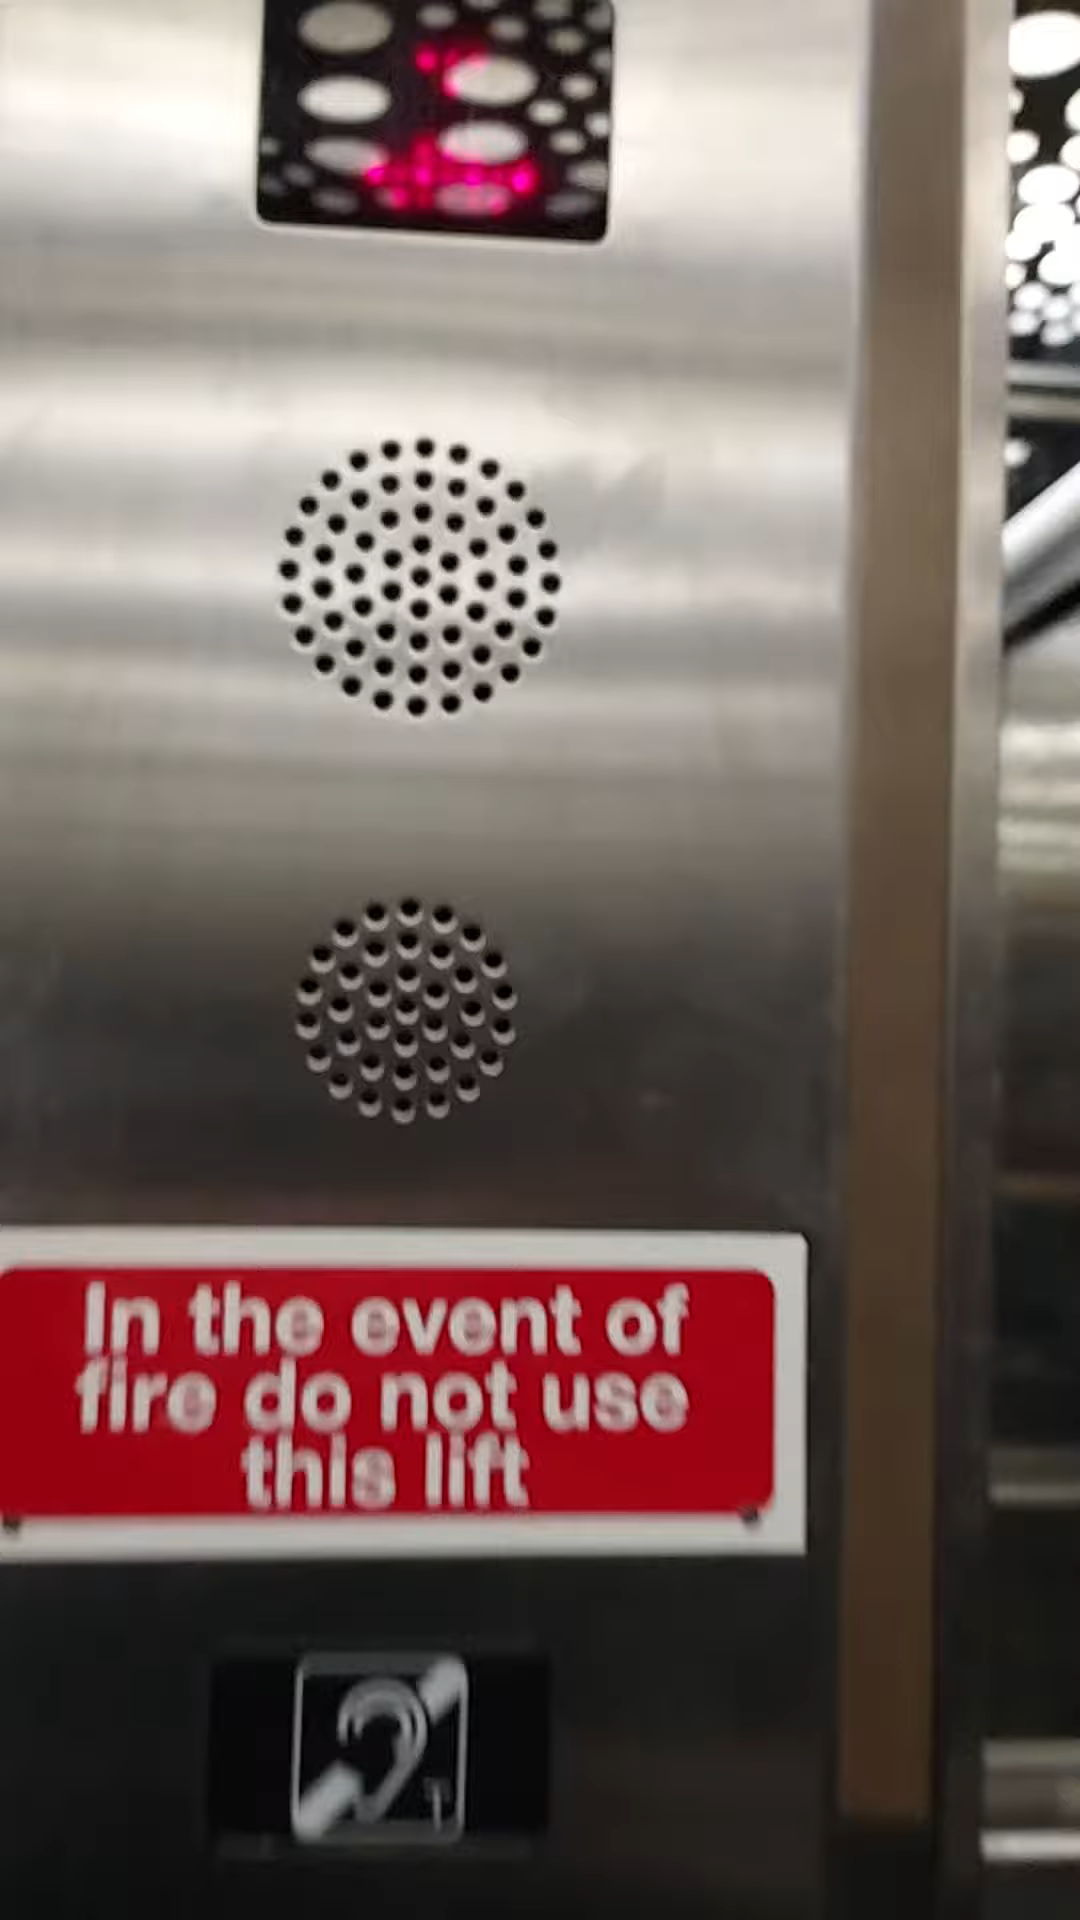 In the event of
fire do not use
this lift
T